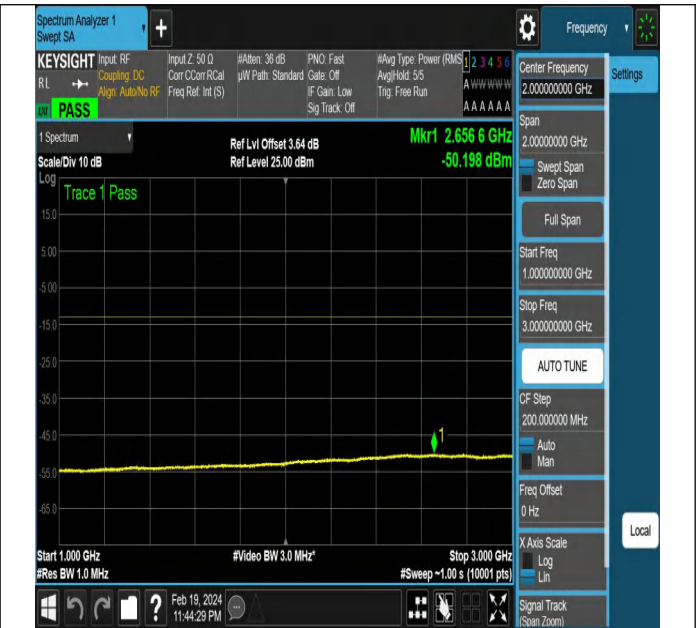 Spectrum Analyzer 1
Swept SA
+
Frequency
KEYSIGHT
Input: RF
Coupling: DC
Align: Auto/No RF
Input Z: 50 Ω
Corr CCorr RCal
Freq Ref: Int (S)
#Atten: 36 dB
µW Path: Standard
PNO: Fast
Gate: Off
IF Gain: Low
Sig Track: Off
#Avg Type: Power (RMS
Avg|Hold: 5/5
Trig: Free Run
1 2 3 4 5 6
A W W W W W
A A A A A A
R L
PASS
1 Spectrum
Scale/Div 10 dB
Ref Lvl Offset 3.64 dB
Ref Level 25.00 dBm
Mkr1 2.656 6 GHz
-50.198 dBm
Log
Trace 1 Pass
15.0
5.00
-5.00
-15.0
-25.0
-35.0
-45.0
-55.0
-65.0
1
Start 1.000 GHz
#Video BW 3.0 MHz*
Stop 3.000 GHz
#Res BW 1.0 MHz
#Sweep ~1.00 s (10001 pts)
?
Feb 19, 2024
11:44:29 PM
Center Frequency
2.000000000 GHz
Settings
Span
2.00000000 GHz
Swept Span
Zero Span
Full Span
Start Freq
1.000000000 GHz
Stop Freq
3.000000000 GHz
AUTO TUNE
CF Step
200.000000 MHz
Auto
Man
Freq Offset
0 Hz
Local
X Axis Scale
Log
Lin
Signal Track
(Span Zoom)